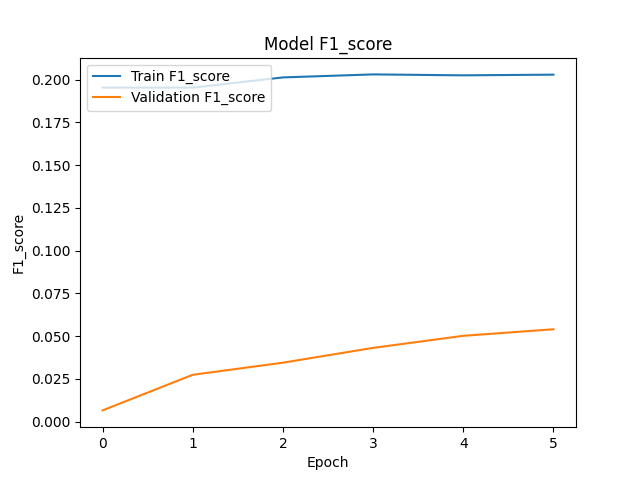 Model F1_score
Train F1_score
Validation F1_score
0.200
0.175
0.150
0.125
0.100
0.075
0.050
0.025
0.000
F1_score
0 1 2 3 4 5
Epoch